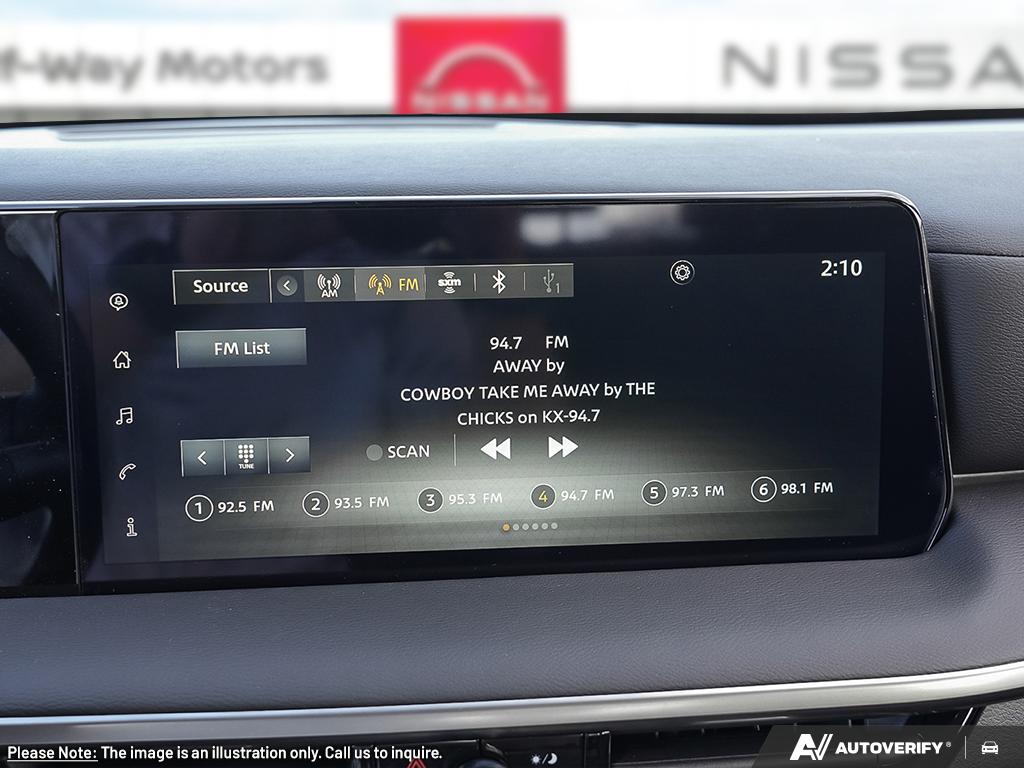 f-Way Motors
NISSAN
NISSA
Source
AM
FM
sxm
1
2:10
FM List
94.7 FM
AWAY by
COWBOY TAKE ME AWAY by THE
CHICKS on KX-94.7
TUNE
SCAN
1 92.5 FM
2 93.5 FM
3 95.3 FM
4 94.7 FM
5 97.3 FM
6 98.1 FM
Please Note: The image is an illustration only. Call us to inquire.
AUTOVERIFY